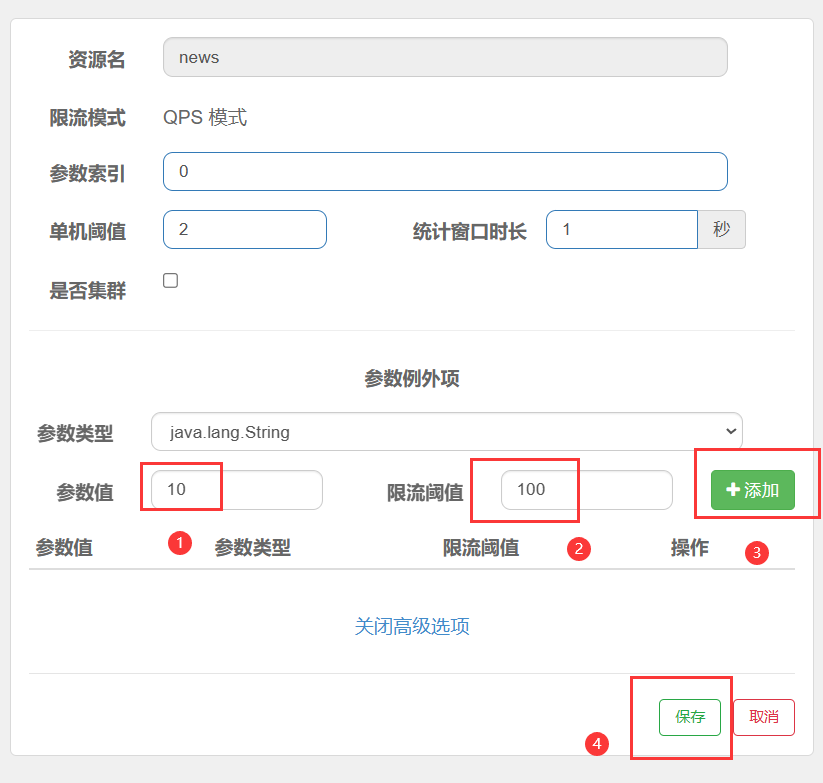 资源名 news
限流模式 QPS 模式
参数索引 0
单机阈值 2 统计窗口时长 1 秒
是否集群
参数例外项
参数类型 java.lang.String
参数值 10 限流阈值 100 添加
参数值 1 参数类型 限流阈值 2 操作 3
关闭高级选项
保存 取消
4